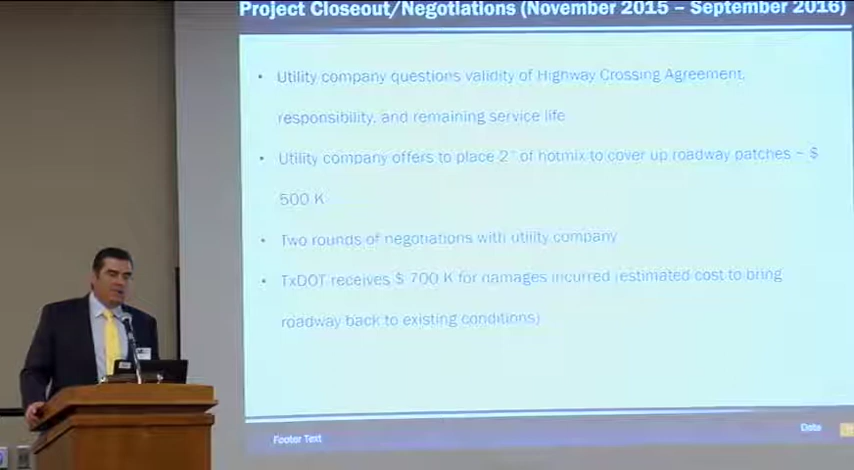 Project Closeout/Negotiations (November 2015 – September 2016)
• Utility company questions validity of Highway Crossing Agreement,
responsibility, and remaining service life
• Utility company offers to place 2" of hotmix to cover up roadway patches ~ $
500 K
• Two rounds of negotiations with utility company
• TxDOT receives $ 700 K for damages incurred (estimated cost to bring
roadway back to existing conditions)
Footer Text
Date